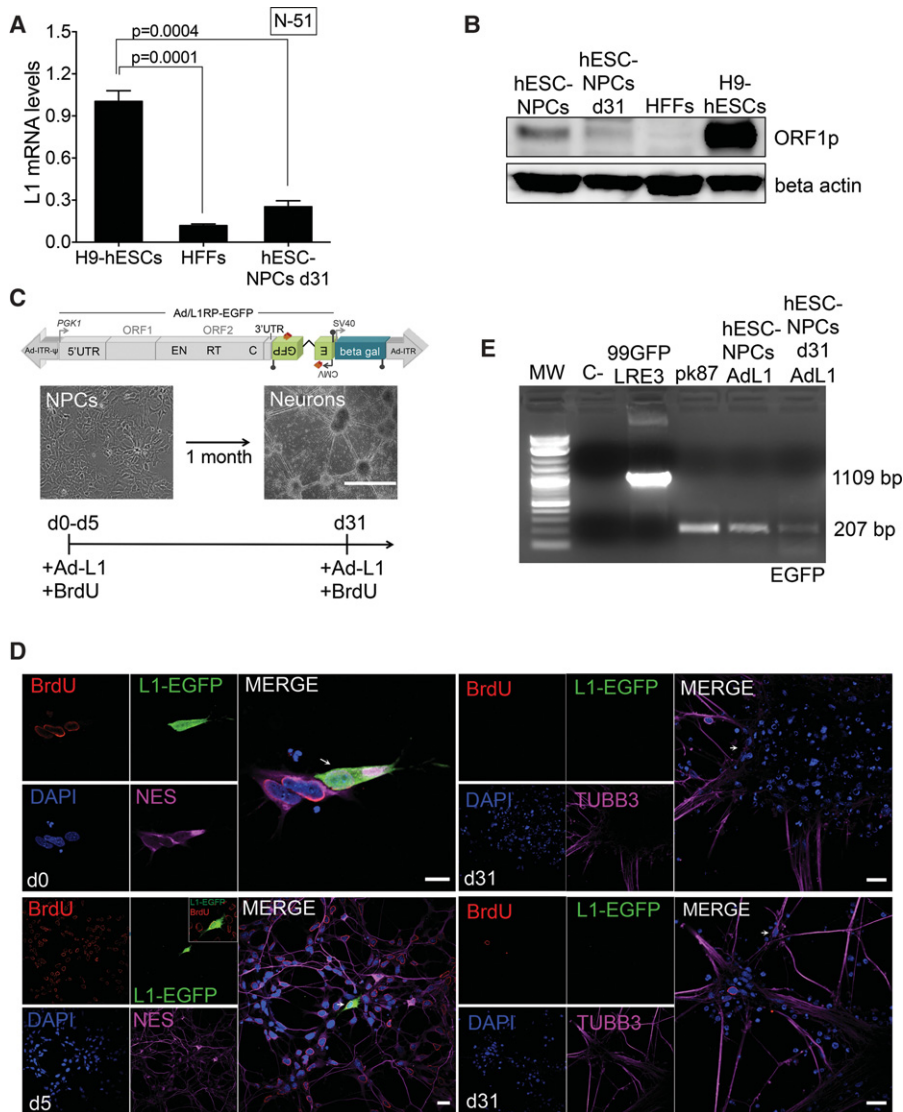 A
N-51
p=0.0004
p=0.0001
L1 mRNA levels
1.2
0.9
0.6
0.3
0.0
H9-hESCs
HFFs
hESC-
NPCs d31
B
hESC-
NPCs
hESC-
NPCs
d31
HFFs
H9-
hESCs
ORF1p
beta actin
C
Ad/L1RP-EGFP
PGK1
ORF1
ORF2
3'UTR
SV40
Ad-ITR-ψ
5'UTR
EN
RT
C
GFP
E
beta gal
Ad-ITR
CMV
NPCs
Neurons
1 month
d0-d5
d31
+Ad-L1
+BrdU
+Ad-L1
+BrdU
E
MW
C-
99GFP
LRE3
pk87
hESC-
NPCs
AdL1
hESC-
NPCs
d31
AdL1
1109 bp
207 bp
EGFP
D
BrdU
L1-EGFP
MERGE
DAPI
NES
d0
BrdU
L1-EGFP
MERGE
DAPI
TUBB3
d31
BrdU
L1-EGFP
BrdU
L1-EGFP
MERGE
DAPI
NES
d5
BrdU
L1-EGFP
MERGE
DAPI
TUBB3
d31